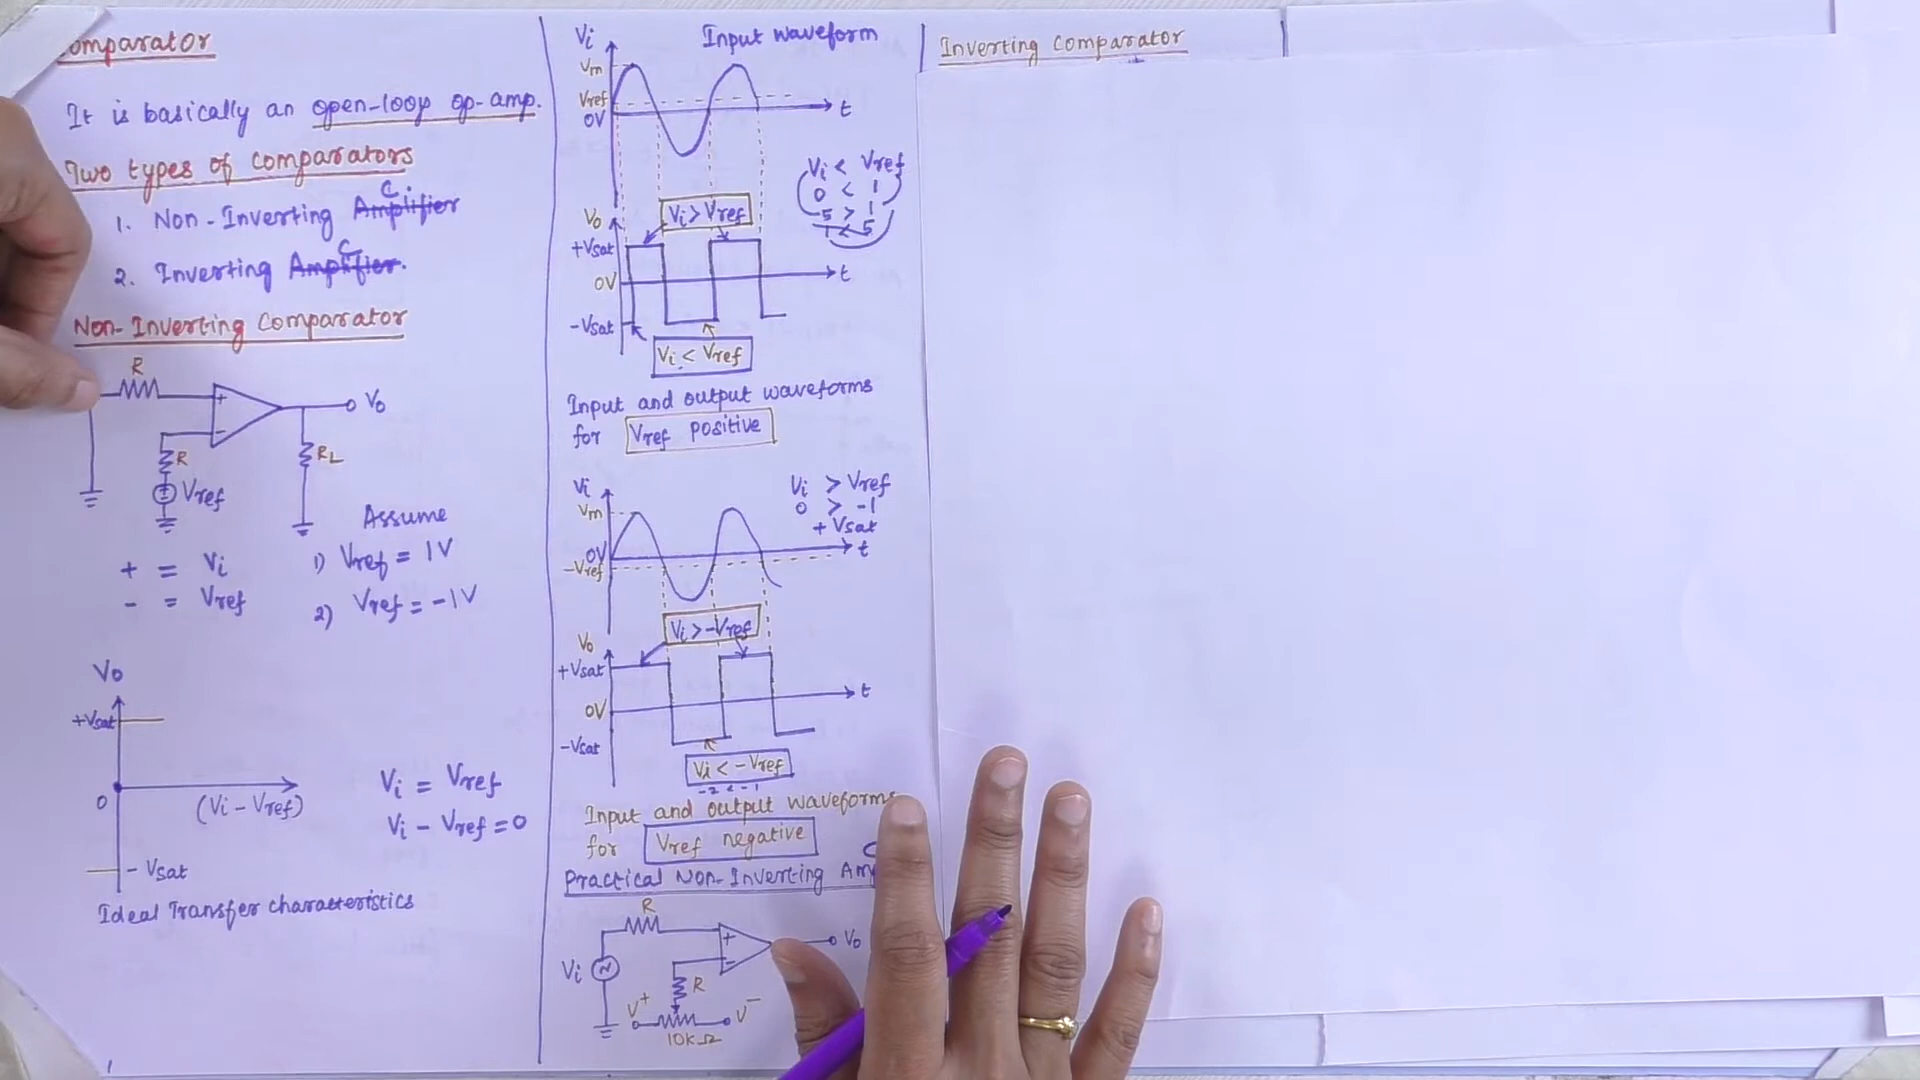 omparator
It is basically an open-loop op-amp.
Two types of comparators
1. Non-Inverting Amplifier C.
2. Inverting Amplifier. C
Non-Inverting Comparator
R
+
-
Vo
R
RL
Vref
Assume
+ = Vi
- = Vref
1) Vref = 1V
2) Vref = -1V
Vo
+Vsat
0
(Vi - Vref)
- Vsat
Vi = Vref
Vi - Vref = 0
Ideal Transfer characteristics
Vi
Input waveform
Vm
Vref
0V
t
Vi < Vref
0 < 1
5 > 1
1 < 5
Vi > Vref
Vo
+Vsat
0V
t
-Vsat
Vi < Vref
Input and output waveforms
for Vref positive
Vi
Vi > Vref
0 > -1
+Vsat
Vm
0V
t
-Vref
Vi > -Vref
Vo
+Vsat
t
0V
-Vsat
Vi < -Vref
-2 < -1
Input and output waveforms
for Vref negative
Practical Non-Inverting Am
C
R
+
-
Vo
Vi
R
V+
V-
10kΩ
Inverting Comparator